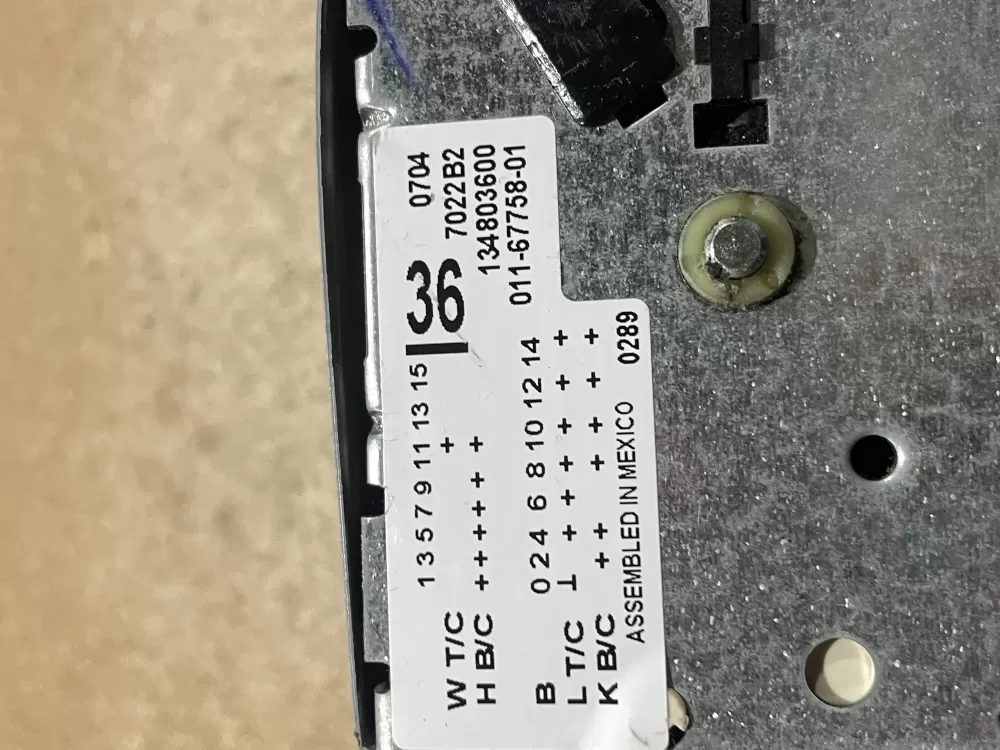 1 3 5 7 9 11 13 15 0704
W T/C + 7022B2
36
H B/C + + + + + + 134803600
011-67758-01
B 0 2 4 6 8 10 12 14
L T/C ⊥ + + + + + +
K B/C + + + + + +
ASSEMBLED IN MEXICO 0289